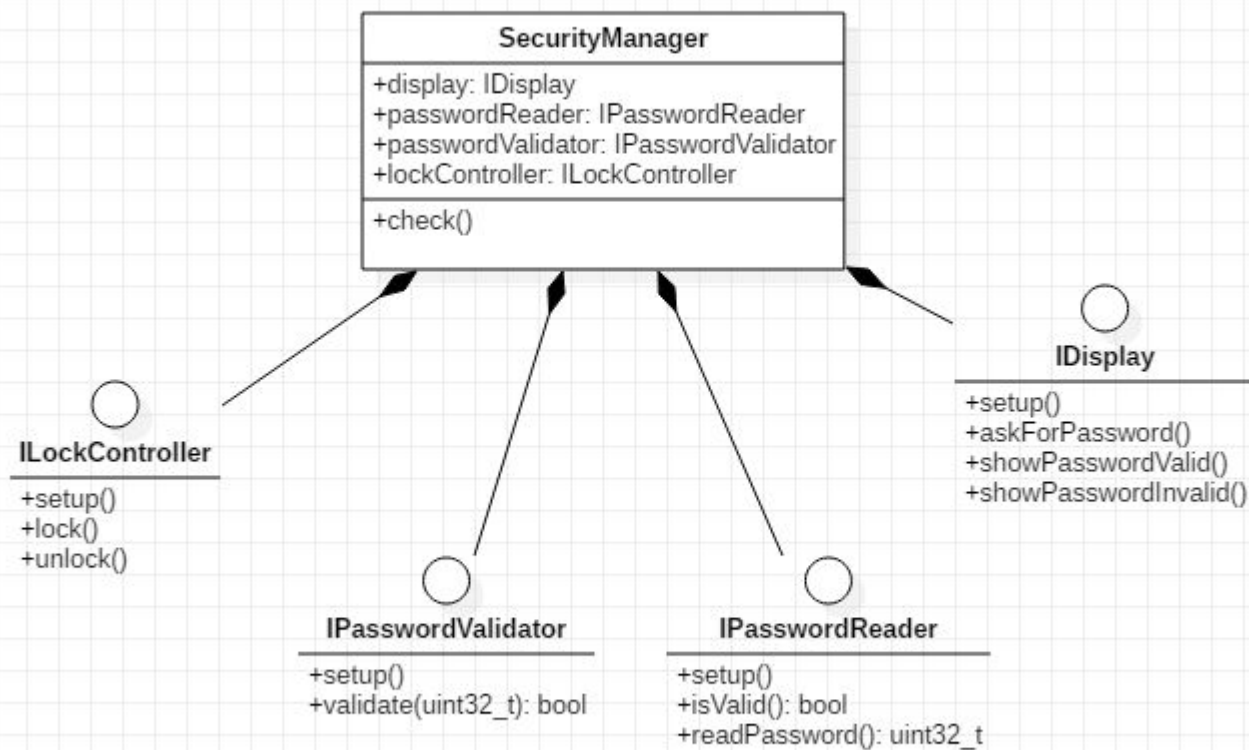 SecurityManager
+display: IDisplay
+passwordReader: IPasswordReader
+passwordValidator: IPasswordValidator
+lockController: ILockController
+check()
ILockController
+setup()
+lock()
+unlock()
IPasswordValidator
+setup()
+validate(uint32_t): bool
IPasswordReader
+setup()
+isValid(): bool
+readPassword(): uint32_t
IDisplay
+setup()
+askForPassword()
+showPasswordValid()
+showPasswordInvalid()